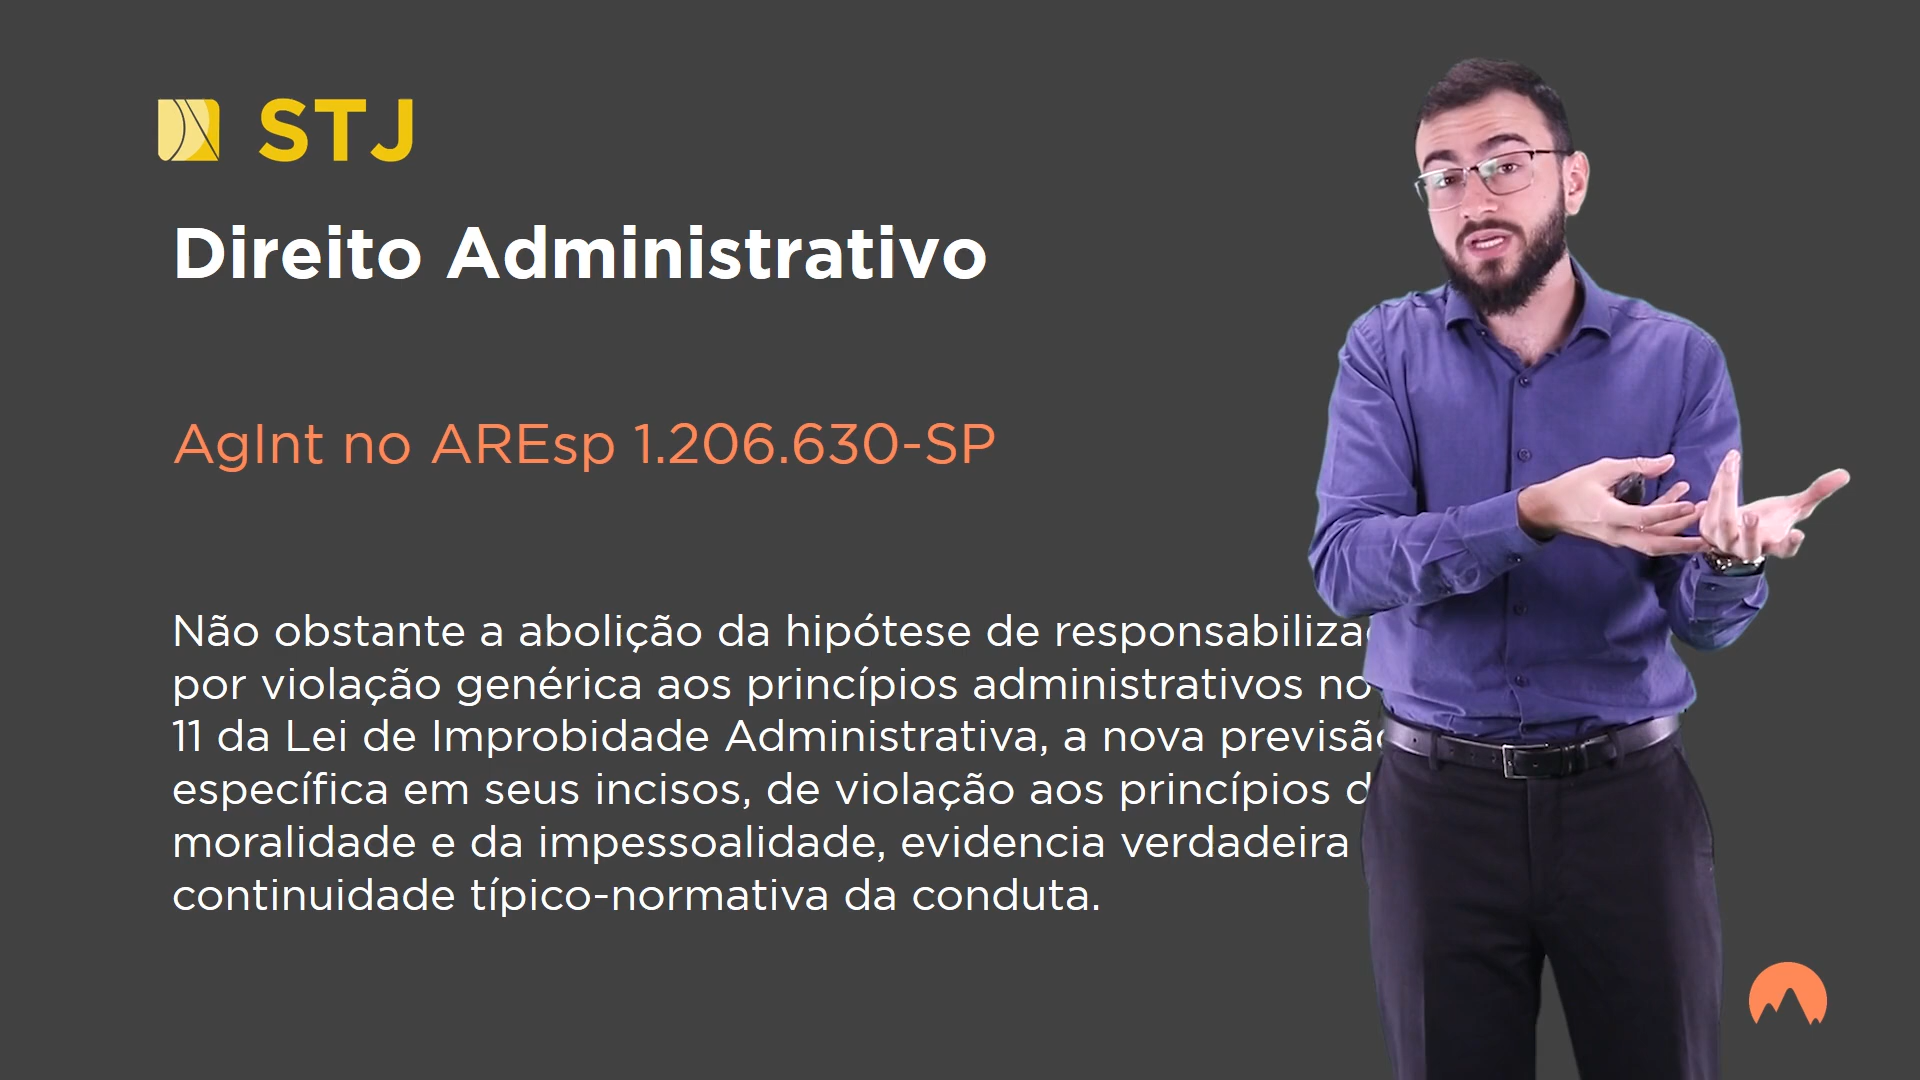 STJ
Direito Administrativo
AgInt no AREsp 1.206.630-SP
Não obstante a abolição da hipótese de
por violação genérica aos princípios administrativos no
11 da Lei de Improbidade Administrativa, a nova previsão
específica em seus incisos, de violação aos princípios
moralidade e da impessoalidade, evidencia verdadeira
continuidade típico-normativa da conduta.